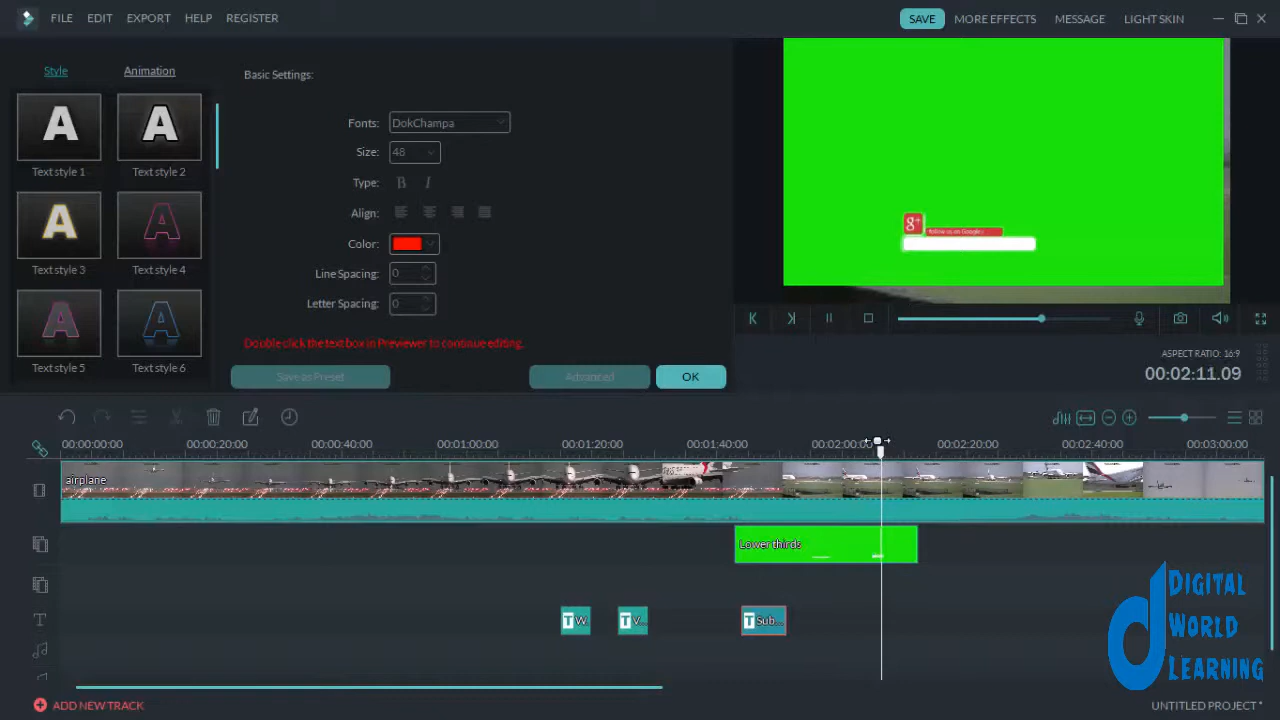 FILE EDIT EXPORT HELP REGISTER
SAVE MORE EFFECTS MESSAGE LIGHT SKIN
Style Animation
A A
Text style 1 Text style 2
A A
Text style 3 Text style 4
A A
Text style 5 Text style 6
Basic Settings:
Fonts: DokChampa
Size: 48
Type: B I
Align:
Color:
Line Spacing: 0
Letter Spacing: 0
Double click the text box in Previewer to continue editing.
Save as Preset Advanced OK
g+
Follow us on Google+
ASPECT RATIO: 16:9
00:02:11.09
00:00:00:00 00:00:20:00 00:00:40:00 00:01:00:00 00:01:20:00 00:01:40:00 00:02:00:00 00:02:20:00 00:02:40:00 00:03:00:00
airplane
Lower thirds
T W T V... T Sub...
T
DIGITAL
WORLD
LEARNING
ADD NEW TRACK
UNTITLED PROJECT *